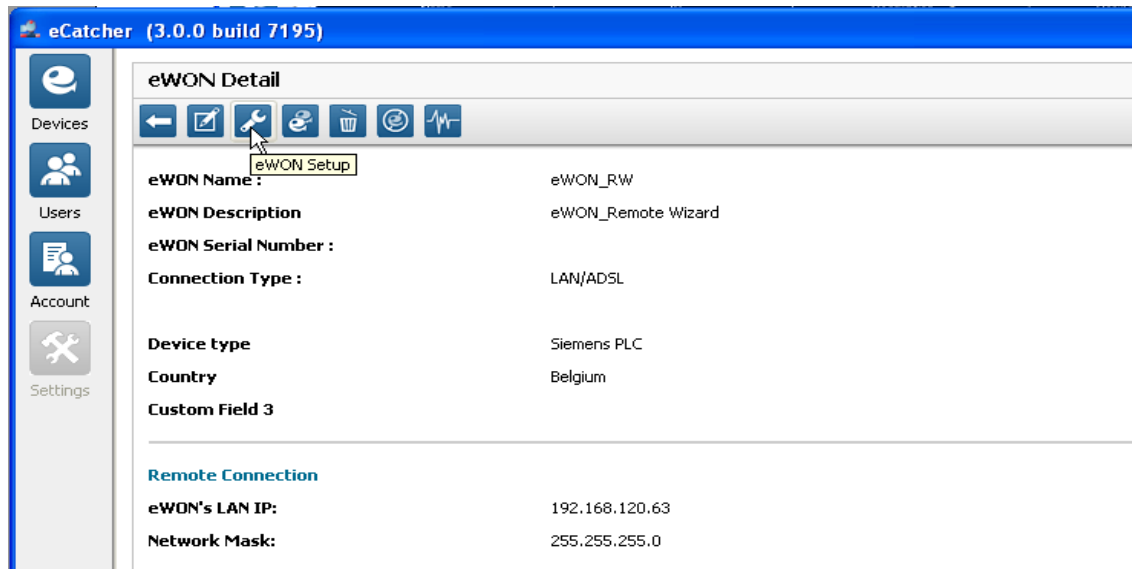 eCatcher (3.0.0 build 7195)
eWON Detail
Devices
eWON Setup
eWON Name : eWON_RW
Users
eWON Description eWON_Remote Wizard
eWON Serial Number :
Connection Type : LAN/ADSL
Account
Device type Siemens PLC
Country Belgium
Settings
Custom Field 3
Remote Connection
eWON's LAN IP: 192.168.120.63
Network Mask: 255.255.255.0